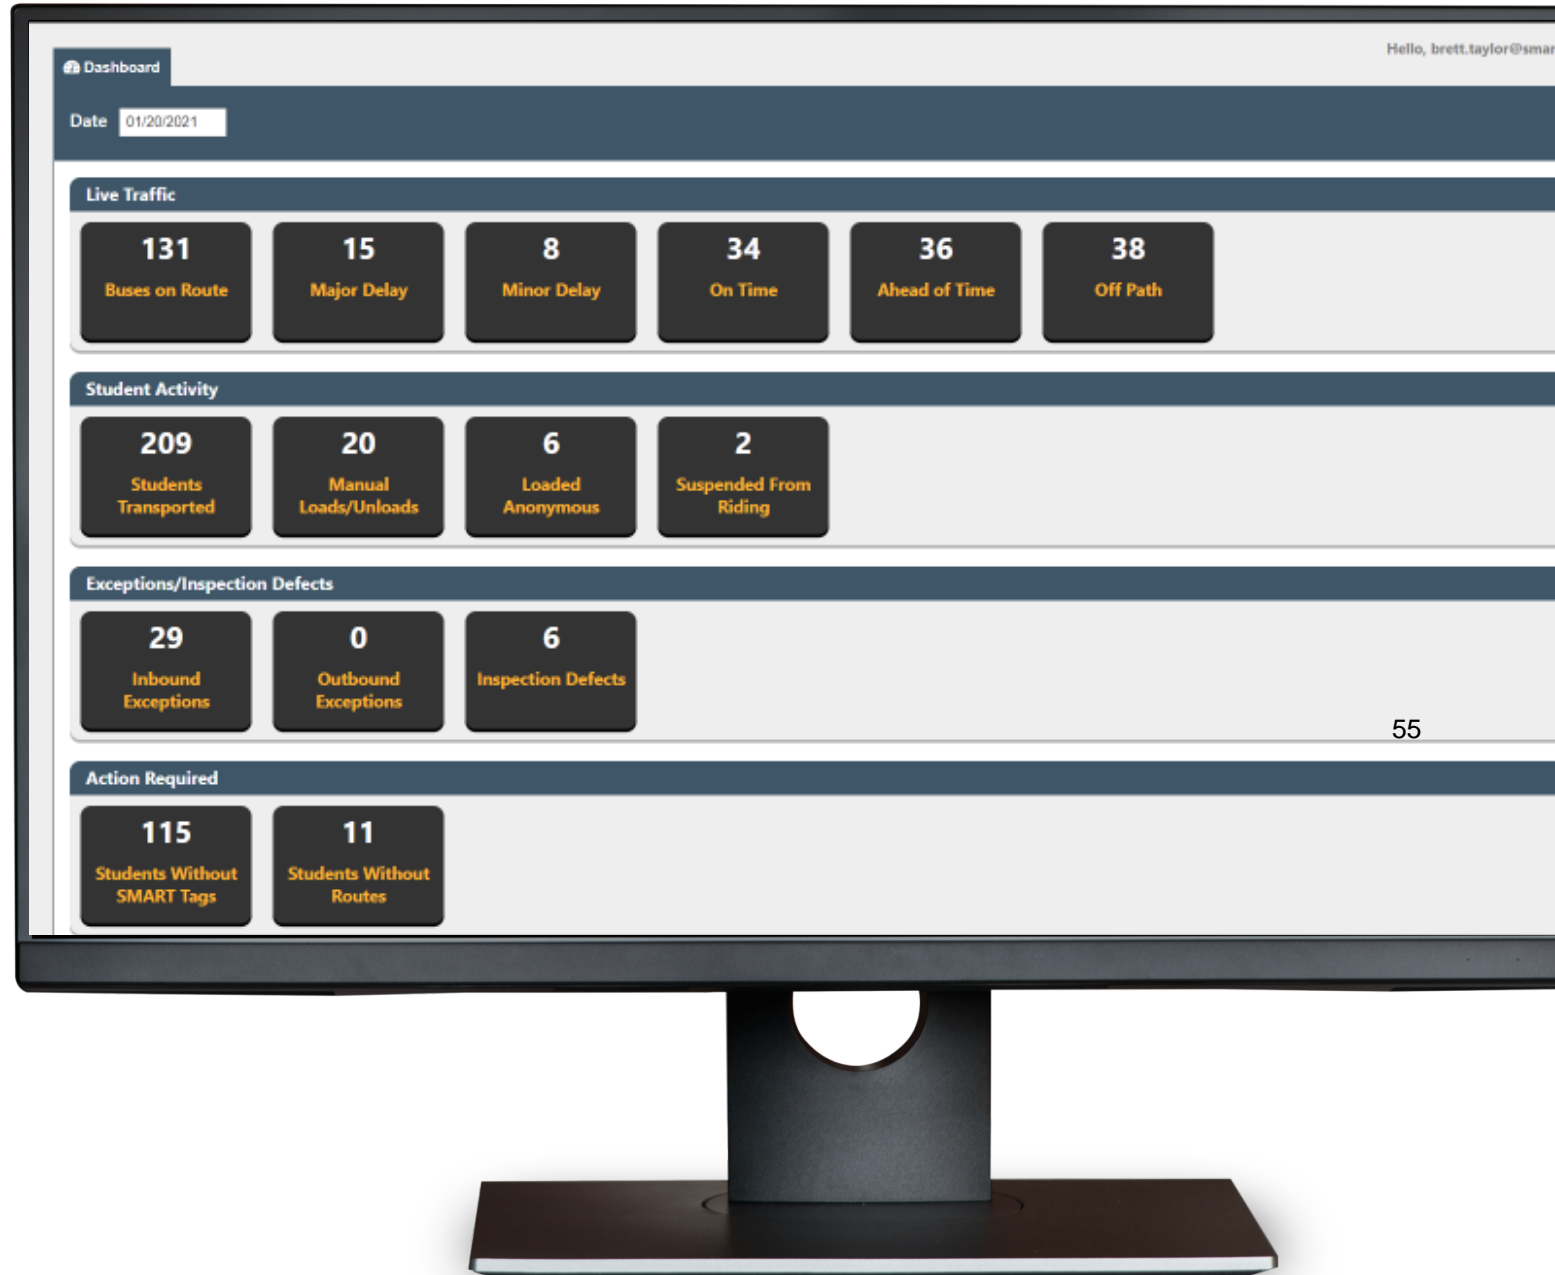 Hello, brett.taylor@smar
Dashboard
Date 01/20/2021
Live Traffic
131 15 8 34 36 38
Buses on Route Major Delay Minor Delay On Time Ahead of Time Off Path
Student Activity
209 20 6 2
Students Manual Loaded Suspended From
Transported Loads/Unloads Anonymous Riding
Exceptions/Inspection Defects
29 0 6
Inbound Outbound Inspection Defects
Exceptions Exceptions
55
Action Required
115 11
Students Without Students Without
SMART Tags Routes